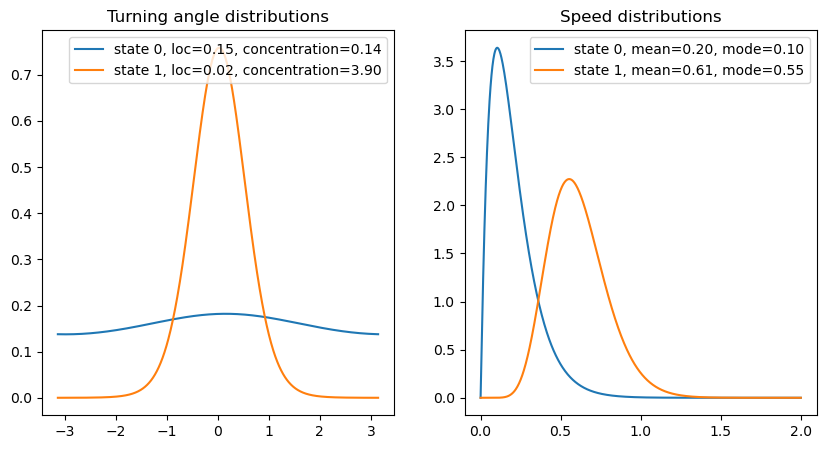 Turning angle distributions
state 0, loc=0.15, concentration=0.14
state 1, loc=0.02, concentration=3.90
0.7
0.6
0.5
0.4
0.3
0.2
0.1
0.0
−3 −2 −1 0 1 2 3
Speed distributions
state 0, mean=0.20, mode=0.10
state 1, mean=0.61, mode=0.55
3.5
3.0
2.5
2.0
1.5
1.0
0.5
0.0
0.0 0.5 1.0 1.5 2.0